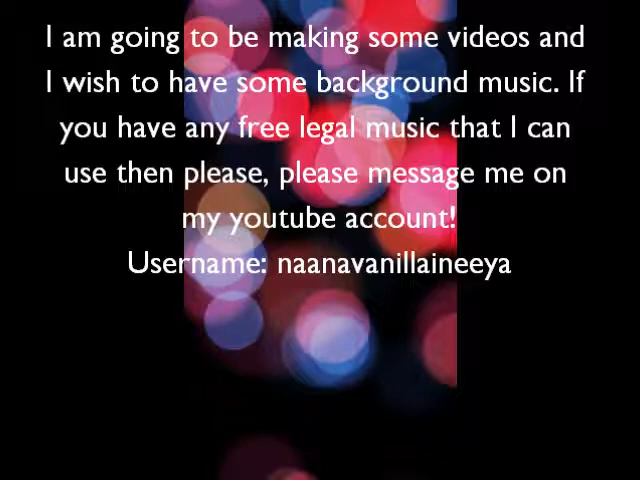 I am going to be making some videos and
I wish to have some background music. If
you have any free legal music that I can
use then please, please message me on
my youtube account!
Username: naanavanillaineeya